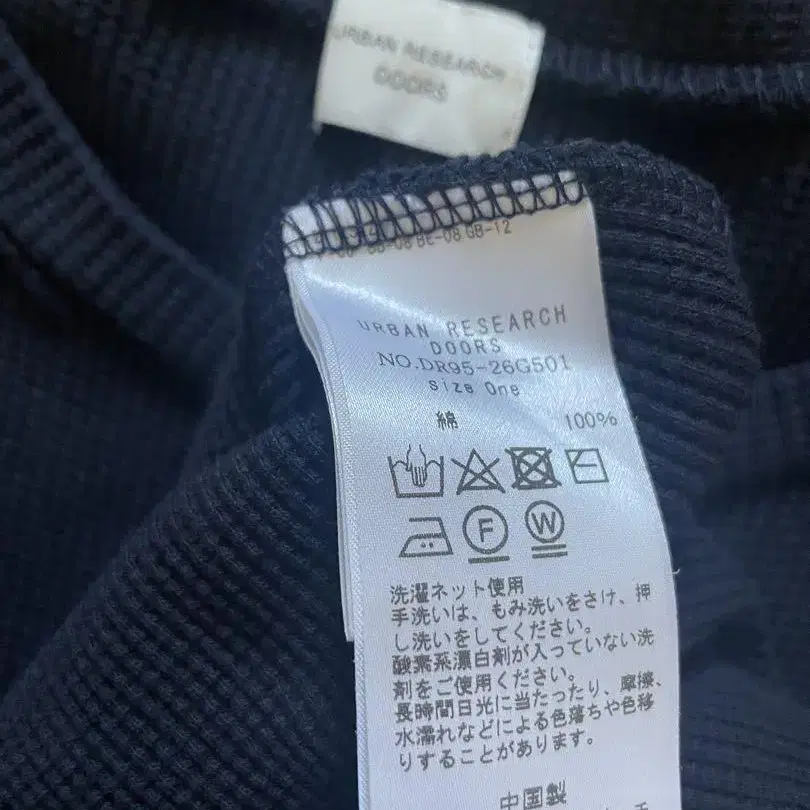 URBAN RESEARCH
DOORS
-08 BE-08 GB-12
URBAN RESEARCH
DOORS
NO.DR95-26G501
Size One
綿 100%
F W
洗濯ネット使用
手洗いは、もみ洗いをさけ、押
し洗いをしてください。
酸素系漂白剤が入っていない洗
剤をご使用ください。
長時間日光に当たったり、摩擦、
水濡れなどによる色落ちや色移
りすることがあります。
中国製